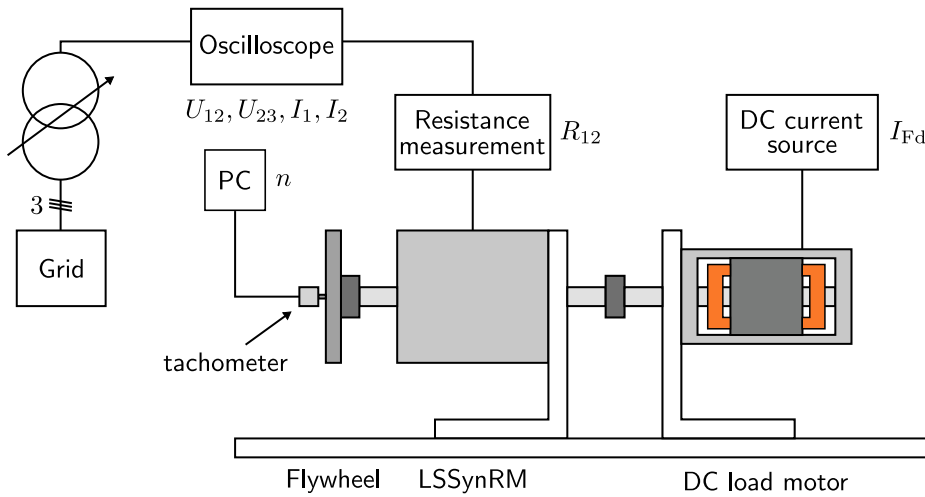 Oscilloscope
U12, U23, I1, I2
Resistance
measurement
R12
DC current
source
IFd
PC
n
3
Grid
tachometer
Flywheel
LSSynRM
DC load motor